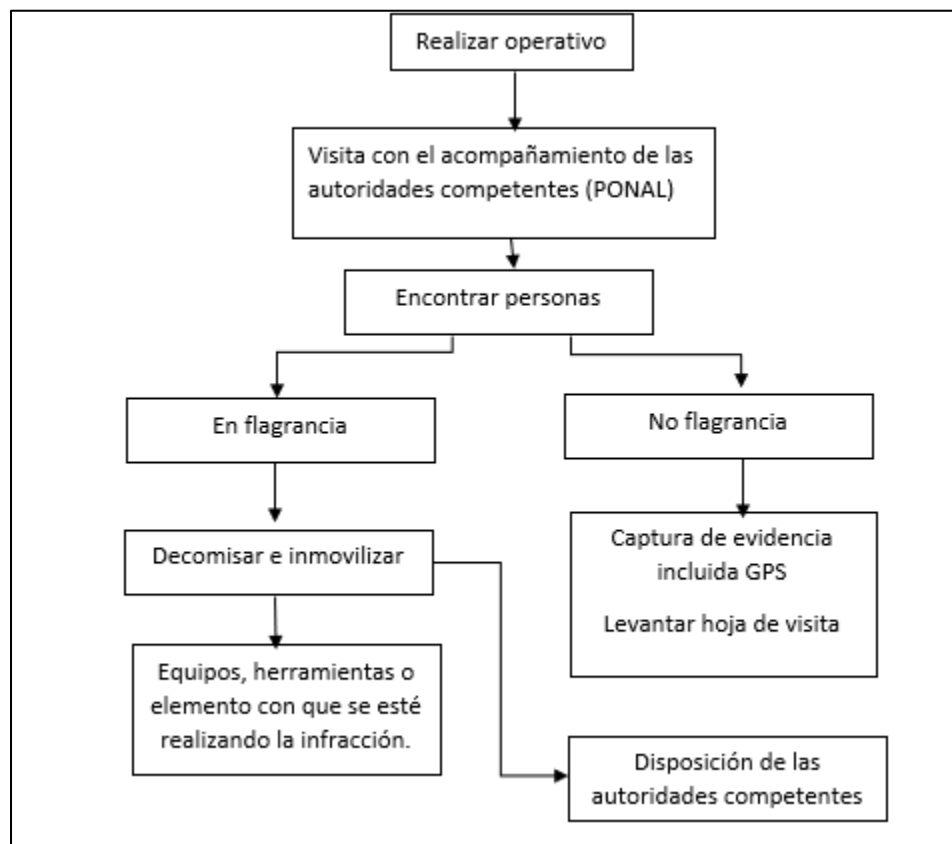 Realizar operativo
Visita con el acompañamiento de las
autoridades competentes (PONAL)
Encontrar personas
En flagrancia
No flagrancia
Decomisar e inmovilizar
Captura de evidencia
incluida GPS
Levantar hoja de visita
Equipos, herramientas o
elemento con que se esté
realizando la infracción.
Disposición de las
autoridades competentes